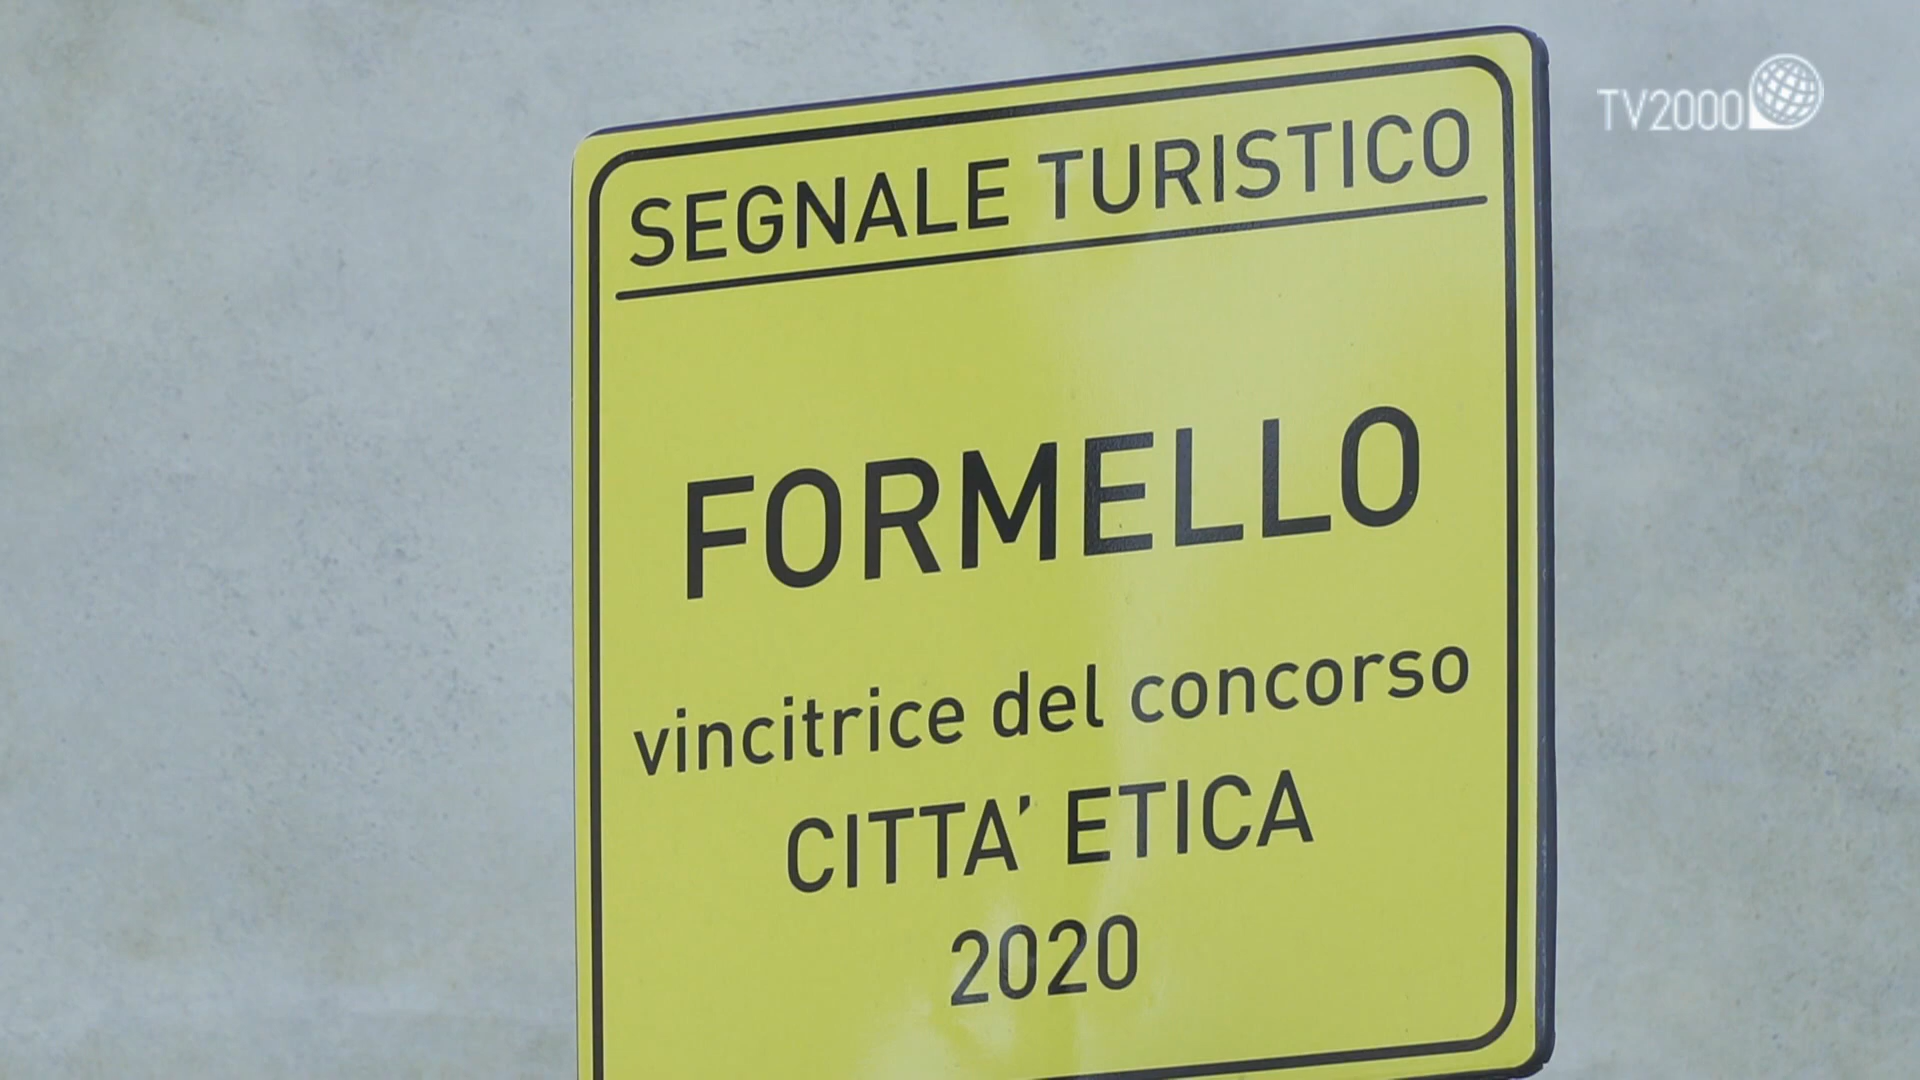 TV2000
SEGNALE TURISTICO
FORMELLO
vincitrice del concorso
CITTA' ETICA
2020